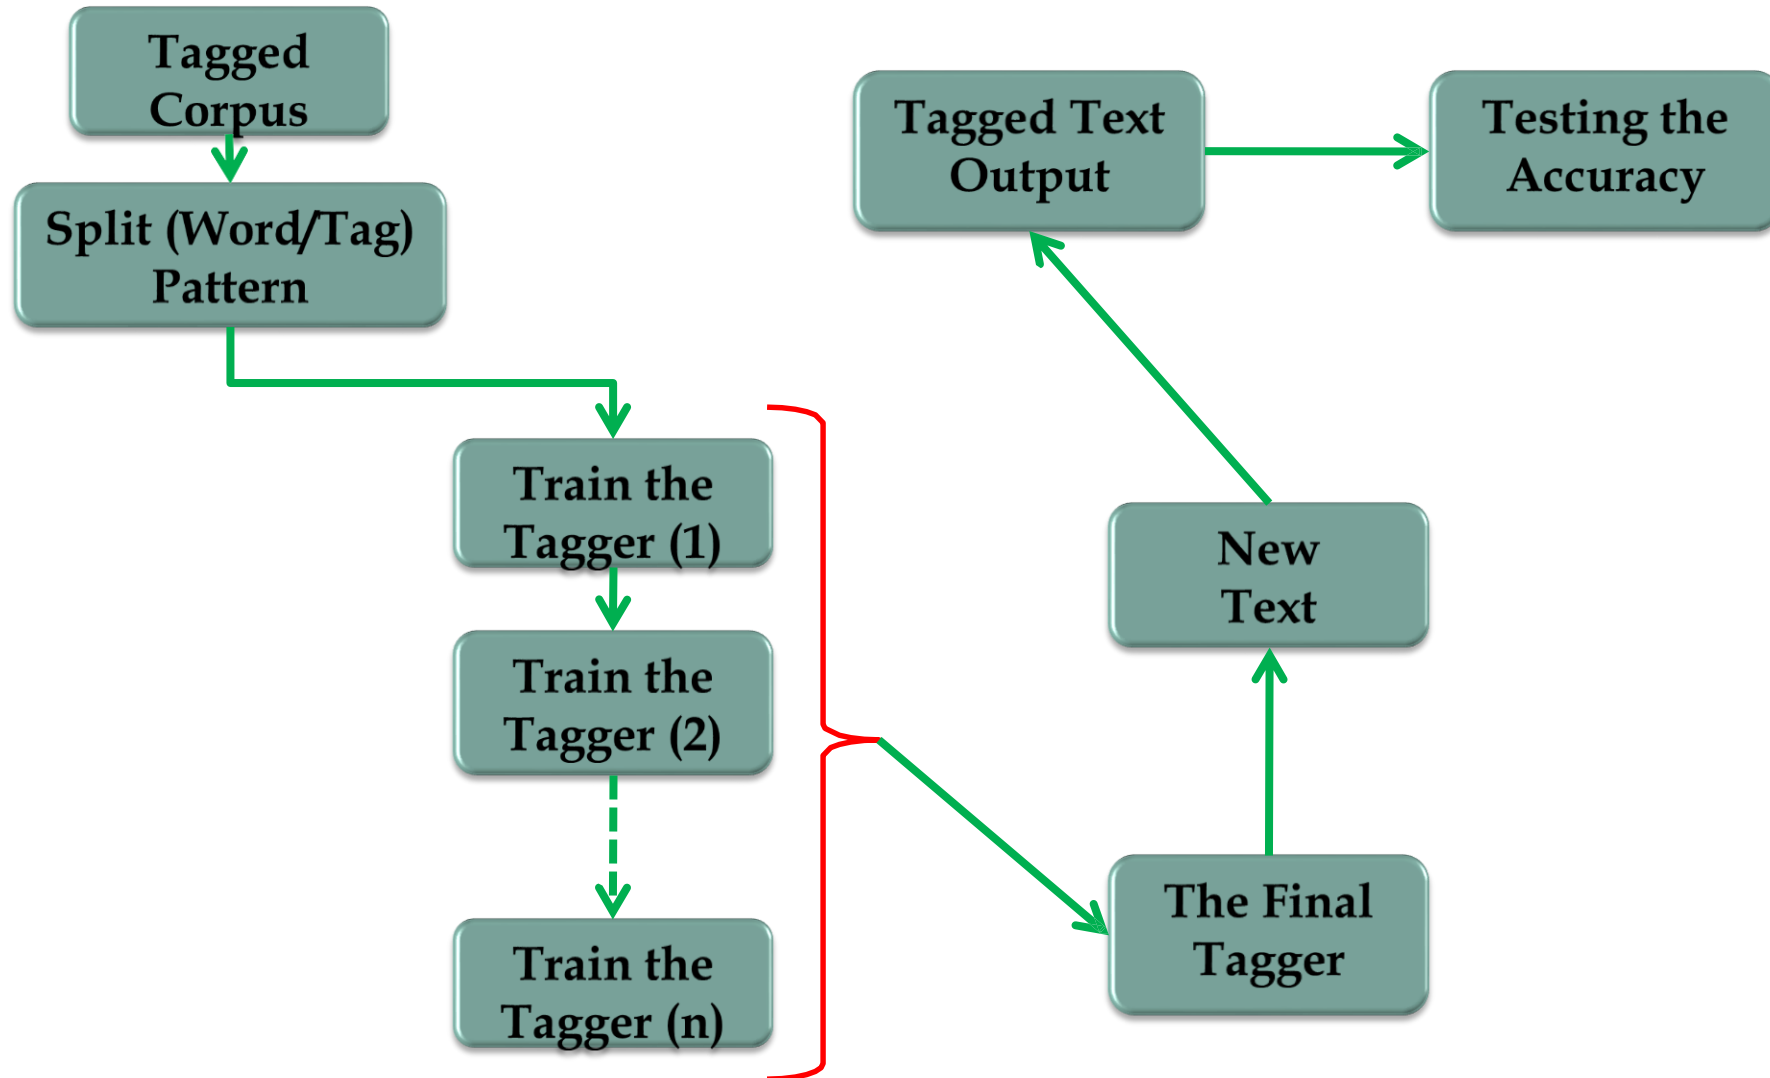 Tagged
Corpus
Split (Word/Tag)
Pattern
Train the
Tagger (1)
Train the
Tagger (2)
Train the
Tagger (n)
The Final
Tagger
New
Text
Tagged Text
Output
Testing the
Accuracy